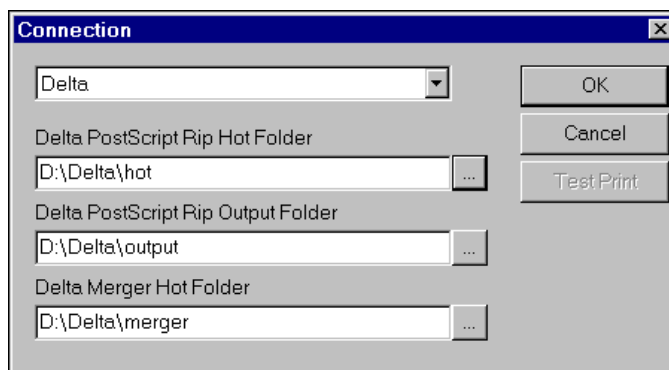 Connection
Delta
OK
Delta PostScript Rip Hot Folder
Cancel
D:\Delta\hot
...
Test Print
Delta PostScript Rip Output Folder
D:\Delta\output
...
Delta Merger Hot Folder
D:\Delta\merger
...